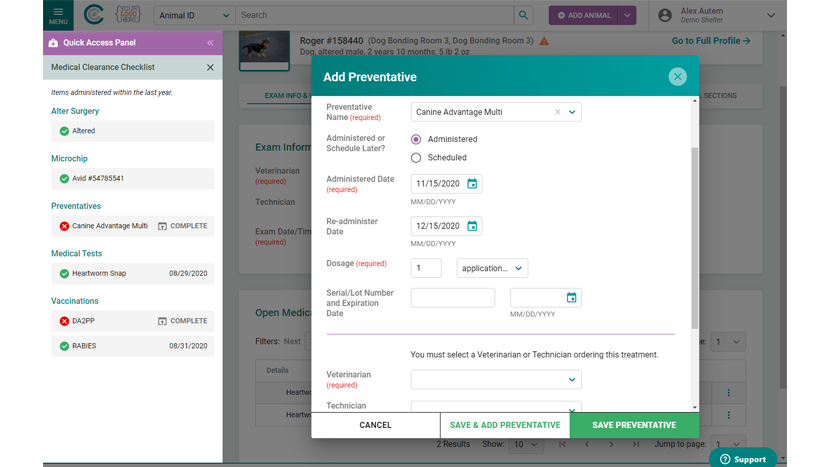 MENU
{YOUR
LOGO
HERE}
Animal ID
Search
ADD ANIMAL
Alex Autem
Demo Shelter
Quick Access Panel
Medical Clearance Checklist
Items administered within the last year.
Alter Surgery
Altered
Microchip
Avid #54785541
Preventatives
Canine Advantage Multi COMPLETE
Medical Tests
Heartworm Snap 08/29/2020
Vaccinations
DA2PP COMPLETE
RABIES 08/31/2020
Roger #158440 (Dog Bonding Room 3, Dog Bonding Room 3)
Dog, altered male, 2 years 10 months, 5 lb 2 oz
Go to Full Profile
EXAM INFO &
SECTIONS
Exam Inform
Veterinarian
(required)
Technician
Exam Date/Tim
(required)
Open Medica
Filters: Next
1
Details
Heartwo
Heartwo
2 Results Show: 10 Jump to page: 1
Add Preventative
Preventative
Name (required)
Canine Advantage Multi
Administered or
Schedule Later?
Administered
Scheduled
Administered Date
(required)
11/15/2020
MM/DD/YYYY
Re-administer
Date
12/15/2020
MM/DD/YYYY
Dosage (required)
1 application...
Serial/Lot Number
and Expiration
Date
MM/DD/YYYY
You must select a Veterinarian or Technician ordering this treatment.
Veterinarian
(required)
Technician
CANCEL SAVE & ADD PREVENTATIVE SAVE PREVENTATIVE
Support